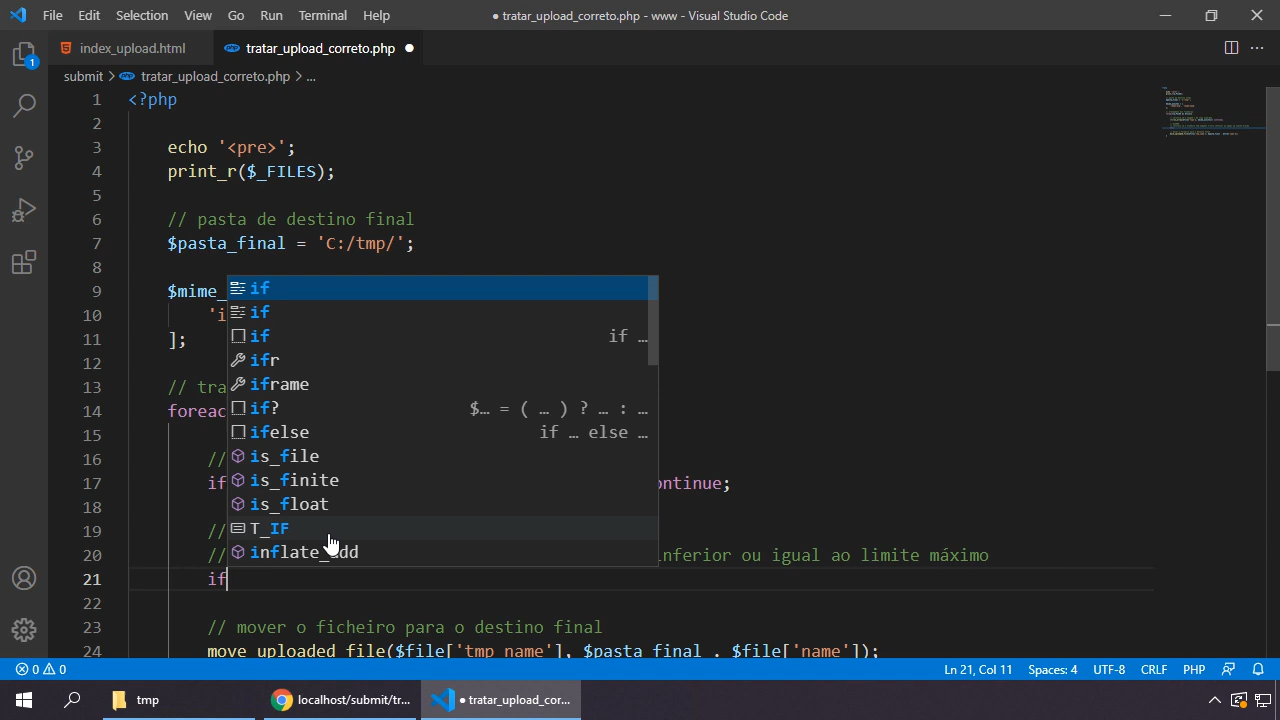 File Edit Selection View Go Run Terminal Help
● tratar_upload_correto.php - www - Visual Studio Code
index_upload.html
tratar_upload_correto.php ●
submit > tratar_upload_correto.php > ...
1 <?php
2
3 echo '<pre>';
4 print_r($_FILES);
5
6 // pasta de destino final
7 $pasta_final = 'C:/tmp/';
8
9 $mime_
10 'i
11 ];
12
13 // tra
14 foreac
15
16 //
17 if ontinue;
18
19 //
20 // inferior ou igual ao limite máximo
21 if
22
23 // mover o ficheiro para o destino final
24 move_uploaded_file($file['tmp_name'], $pasta_final . $file['name']);
if
if
if if …
ifr
iframe
if? $… = ( … ) ? … : …
ifelse if … else …
is_file
is_finite
is_float
T_IF
inflate_add
1
0 0
Ln 21, Col 11 Spaces: 4 UTF-8 CRLF PHP
tmp
localhost/submit/tr...
● tratar_upload_cor...